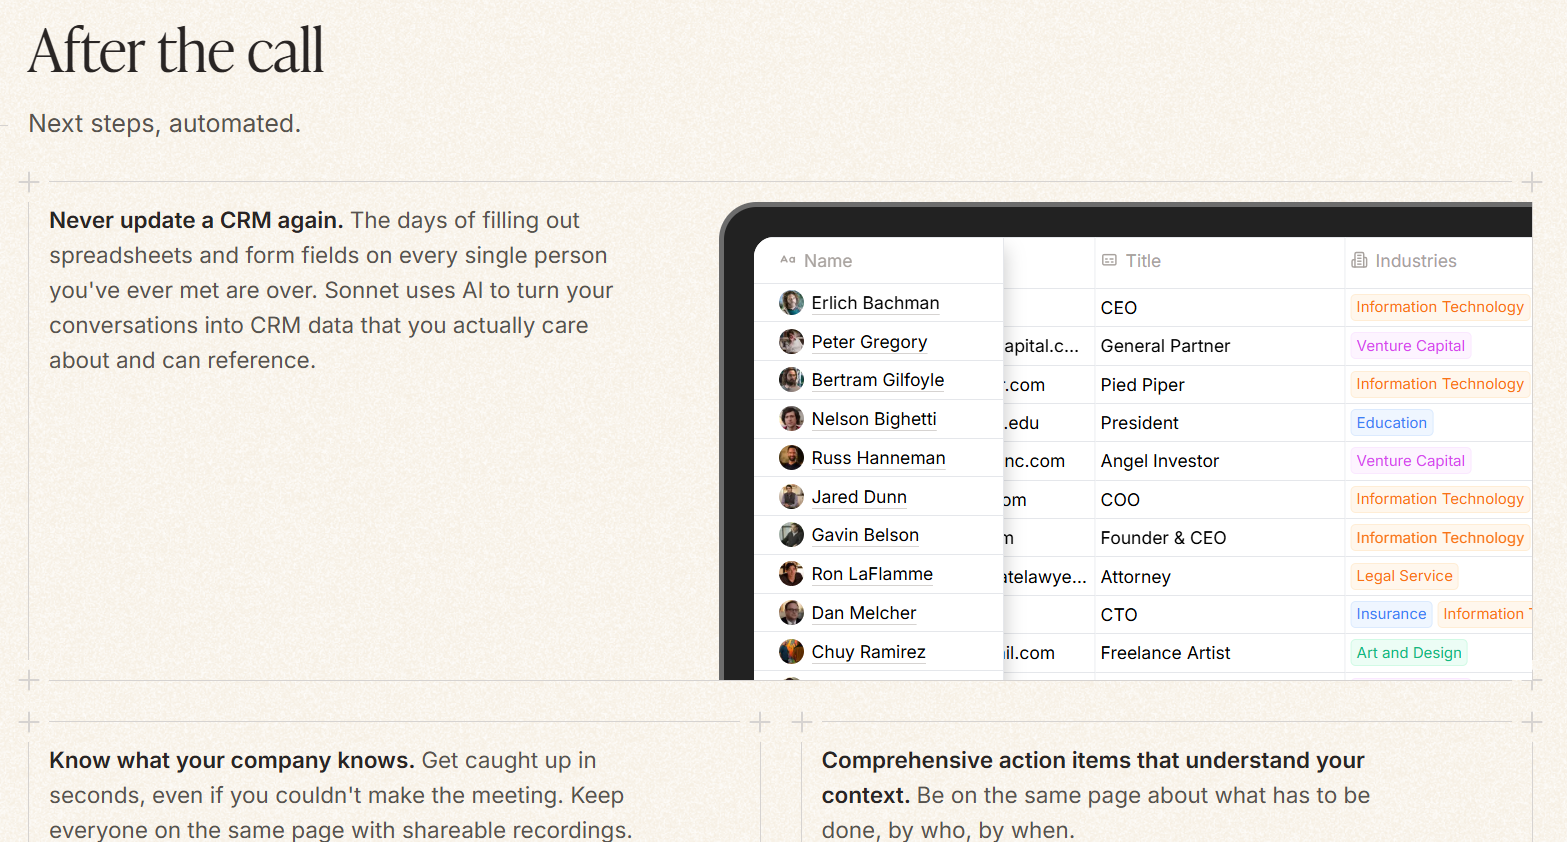 After the call
Next steps, automated.
Never update a CRM again. The days of filling out
spreadsheets and form fields on every single person
you've ever met are over. Sonnet uses AI to turn your
conversations into CRM data that you actually care
about and can reference.
Aa Name Title Industries
Erlich Bachman CEO Information Technology
Peter Gregory apital.c... General Partner Venture Capital
Bertram Gilfoyle r.com Pied Piper Information Technology
Nelson Bighetti .edu President Education
Russ Hanneman nc.com Angel Investor Venture Capital
Jared Dunn om COO Information Technology
Gavin Belson m Founder & CEO Information Technology
Ron LaFlamme atelawye... Attorney Legal Service
Dan Melcher CTO Insurance Information T
Chuy Ramirez il.com Freelance Artist Art and Design
Know what your company knows. Get caught up in
seconds, even if you couldn't make the meeting. Keep
everyone on the same page with shareable recordings.
Comprehensive action items that understand your
context. Be on the same page about what has to be
done, by who, by when.